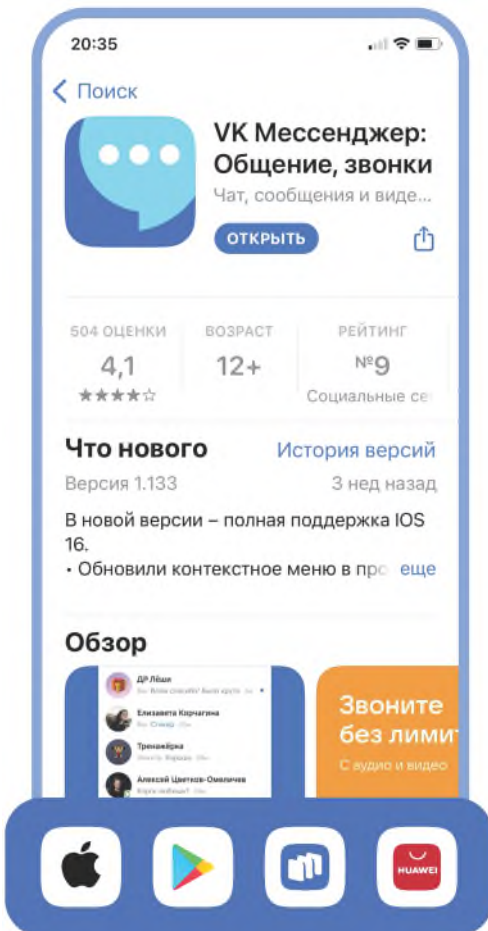 20:35
Поиск
VK Мессенджер:
Общение, звонки
Чат, сообщения и виде...
ОТКРЫТЬ
504 ОЦЕНКИ
ВОЗРАСТ
РЕЙТИНГ
4,1
12+
№9
Социальные се
Что нового
История версий
Версия 1.133
3 нед назад
В новой версии – полная поддержка IOS
16.
• Обновили контекстное меню в про еще
Обзор
ДР Лёши
Елизавета Корчагина
Тренажёрка
Алексей Цветков-Омеличев
Звоните
без лими
С аудио и видео
HUAWEI